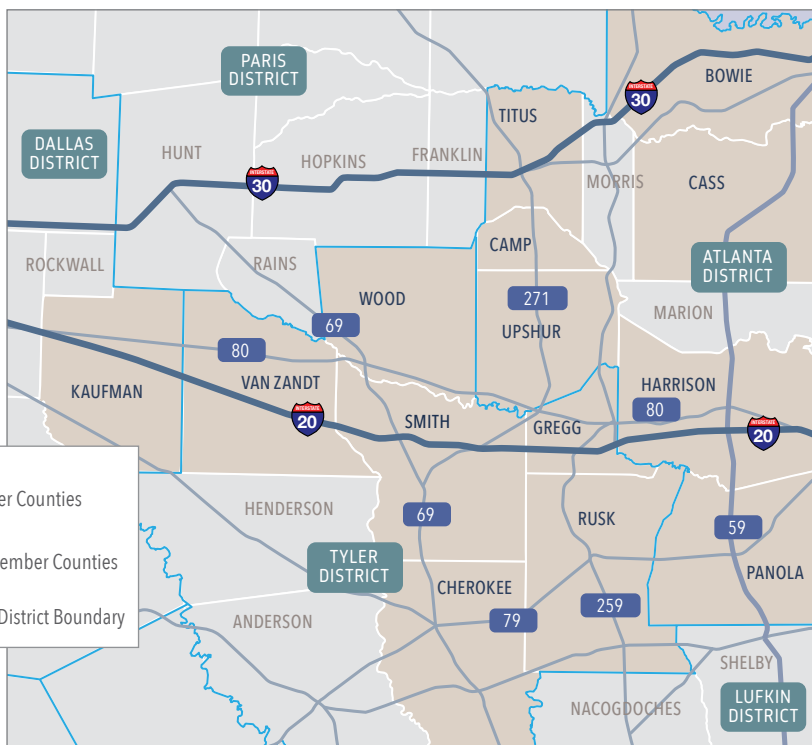 BOWIE
PARIS
DISTRICT
INTERSTATE
30
TITUS
DALLAS
DISTRICT
HUNT
HOPKINS
FRANKLIN
INTERSTATE
30
MORRIS
CASS
CAMP
ATLANTA
DISTRICT
ROCKWALL
RAINS
WOOD
271
MARION
69
UPSHUR
80
KAUFMAN
VAN ZANDT
HARRISON
INTERSTATE
20
SMITH
GREGG
80
INTERSTATE
20
er Counties
ember Counties
District Boundary
HENDERSON
69
RUSK
59
TYLER
DISTRICT
CHEROKEE
PANOLA
ANDERSON
79
259
SHELBY
NACOGDOCHES
LUFKIN
DISTRICT